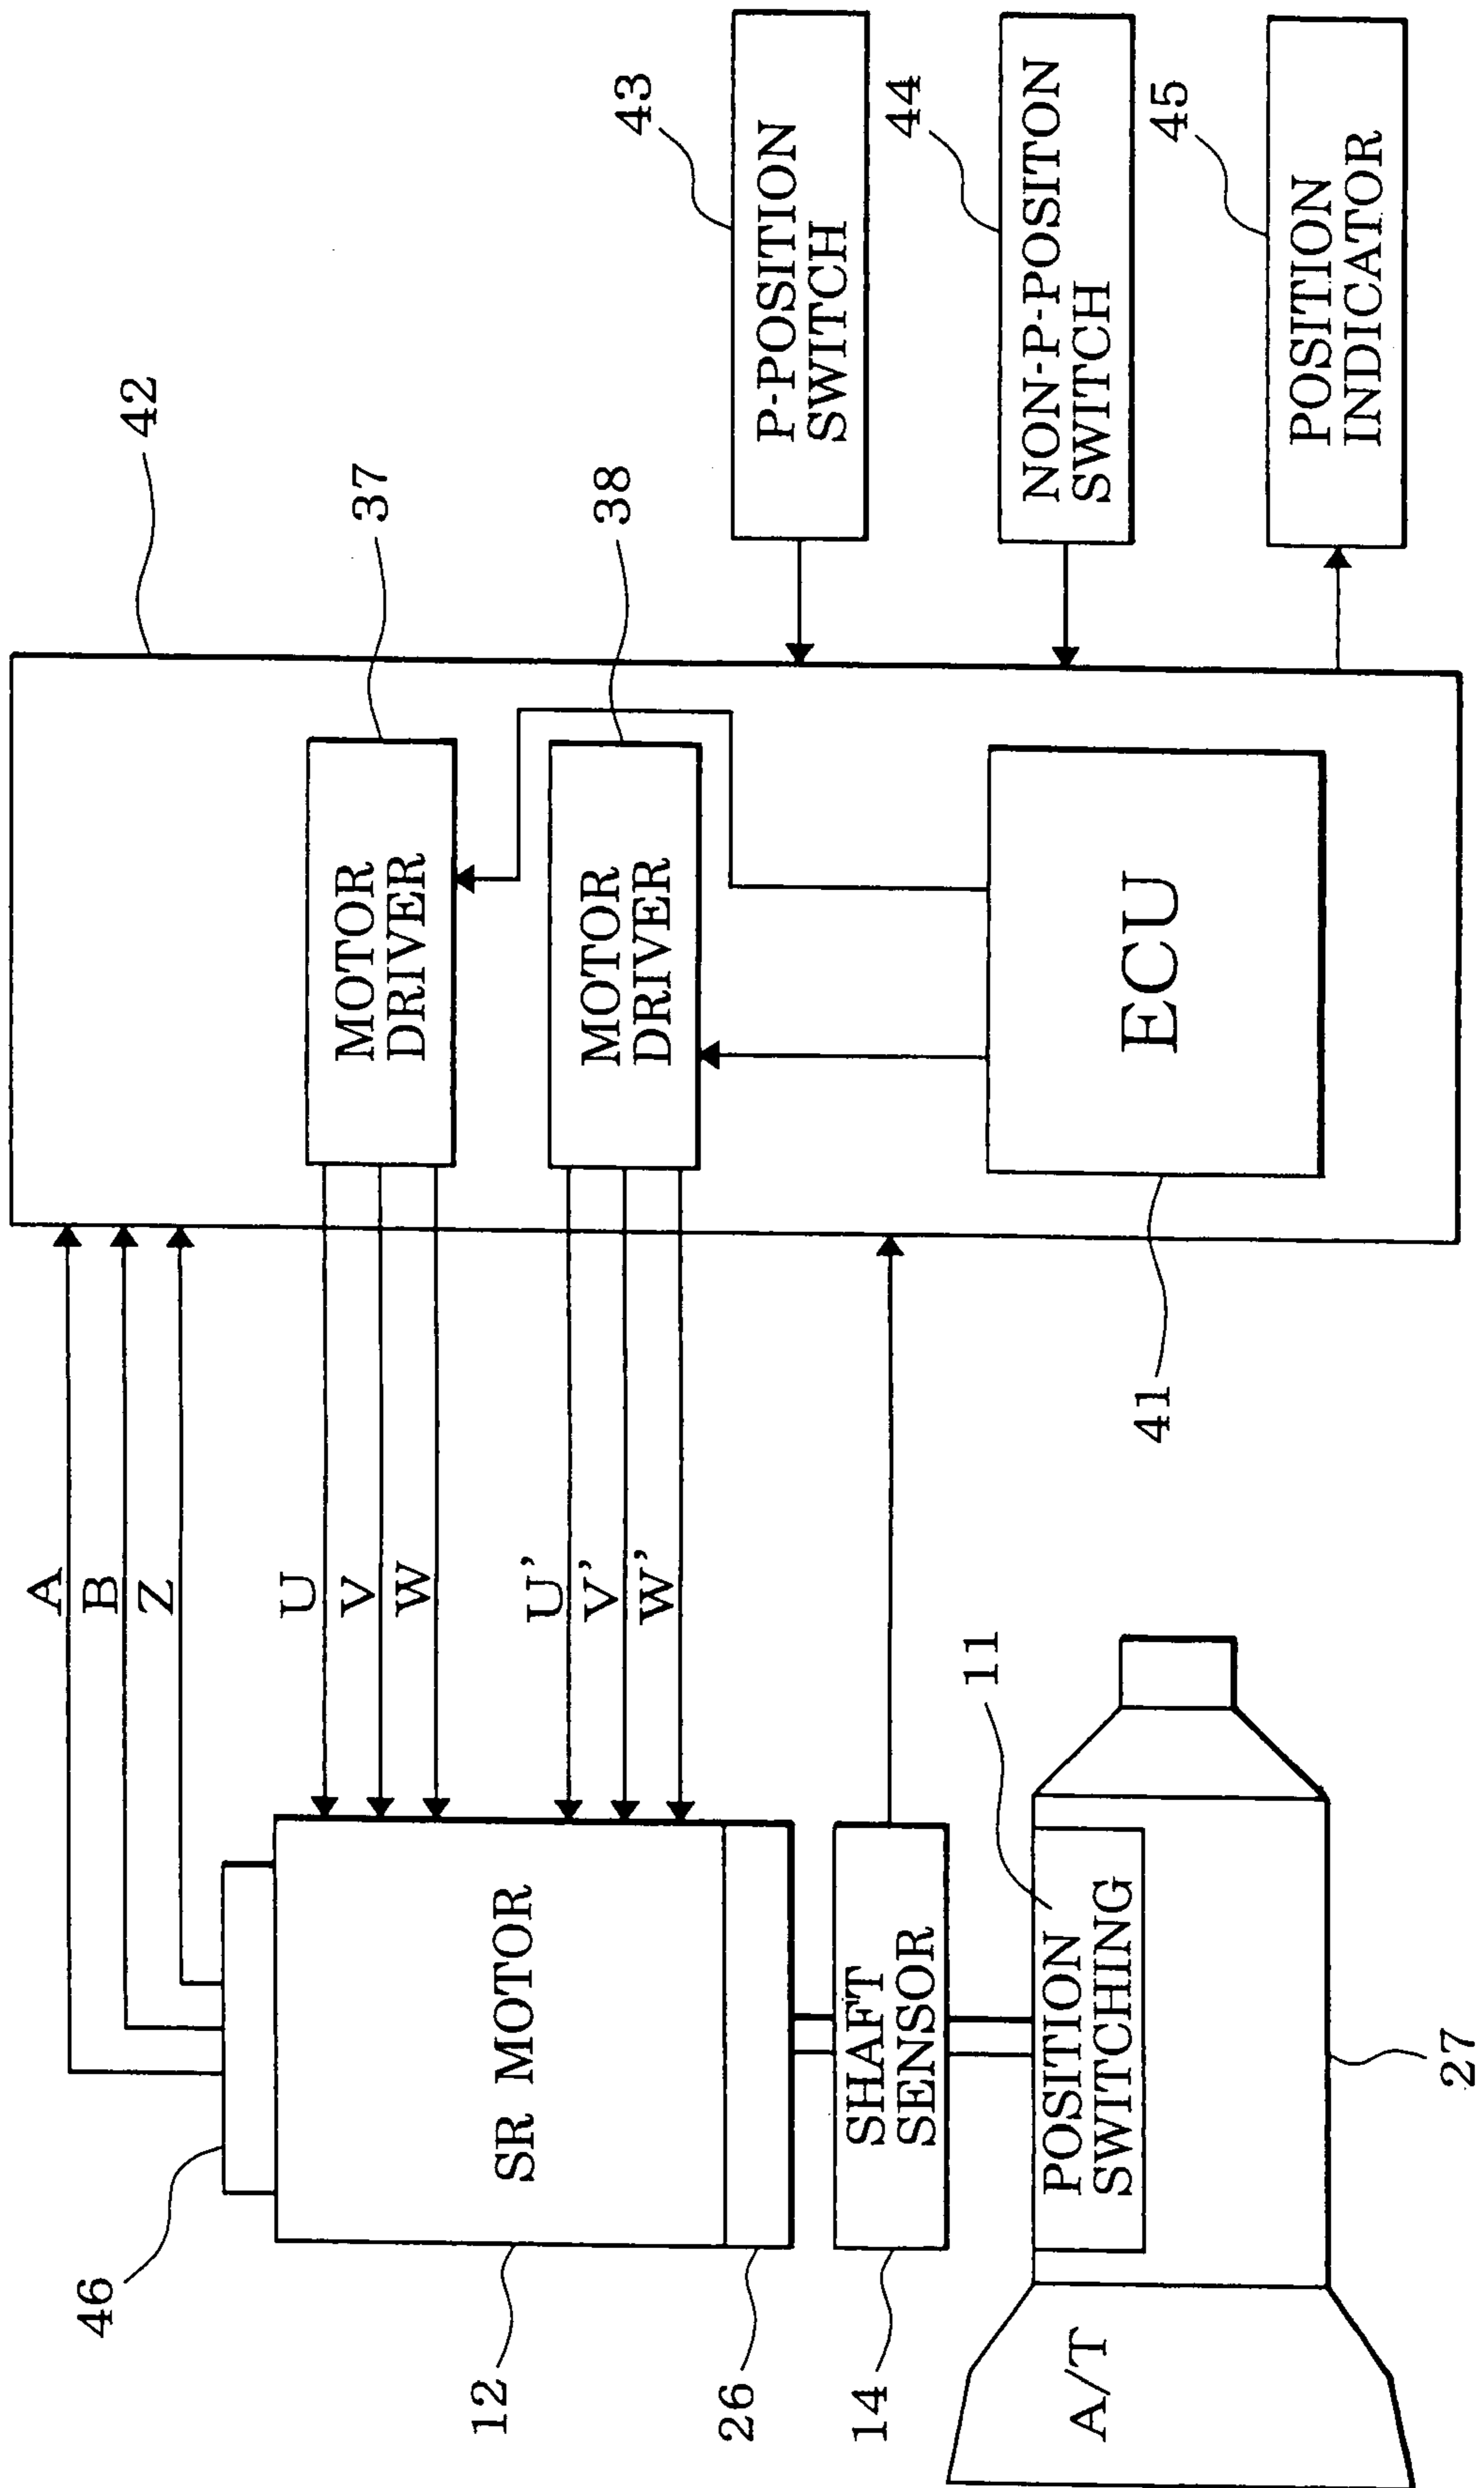 46
A
B
Z
42
12
SR MOTOR
U
V
W
MOTOR
DRIVER
37
U'
V'
W'
MOTOR
DRIVER
38
26
14
SHAFT
SENSOR
A/T
POSITION
SWITCHING
11
27
41
ECU
P-POSITION
SWITCH
43
NON-P-POSITON
SWITCH
44
POSITION
INDICATOR
45